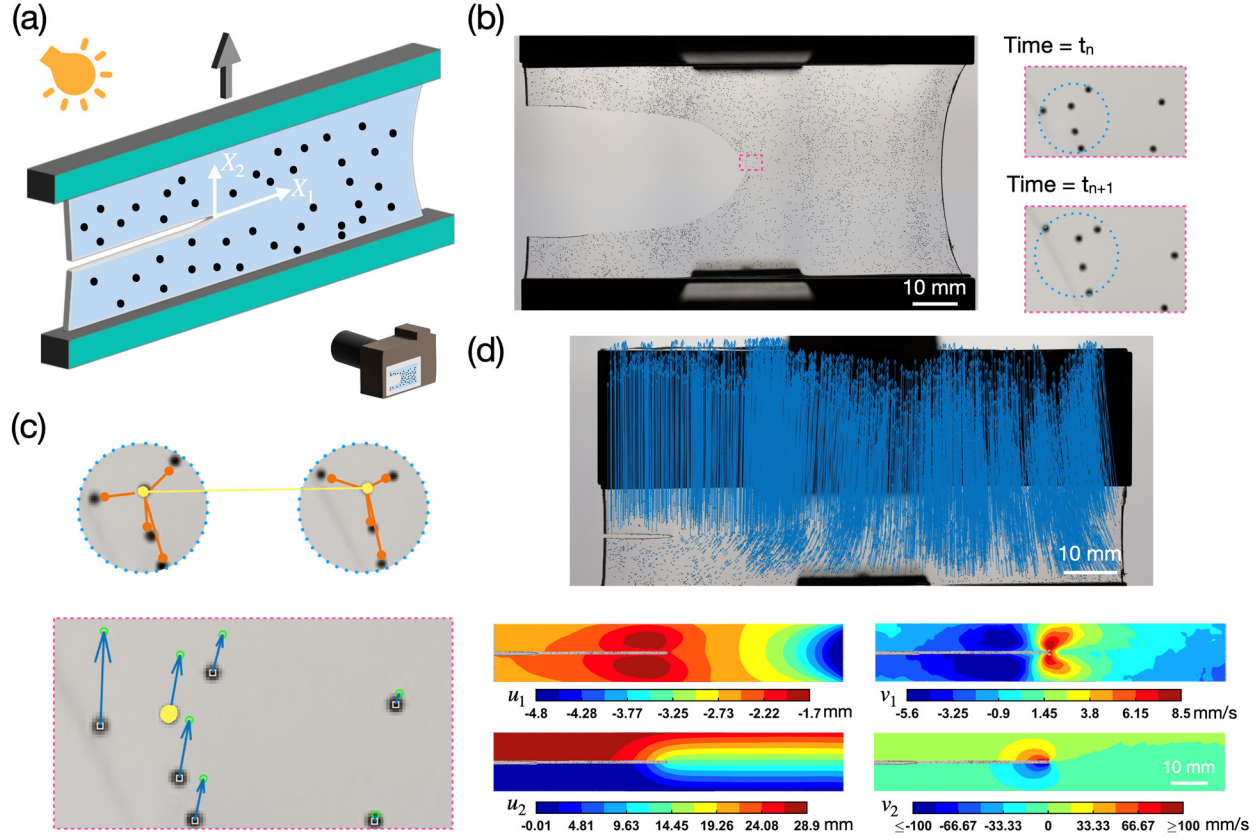 (a)
X2
X1
(b)
10 mm
Time = tn
Time = tn+1
(c)
(d)
10 mm
u1
-4.8 -4.28 -3.77 -3.25 -2.73 -2.22 -1.7 mm
v1
-5.6 -3.25 -0.9 1.45 3.8 6.15 8.5 mm/s
u2
-0.01 4.81 9.63 14.45 19.26 24.08 28.9 mm
10 mm
v2
≤-100 -66.67 -33.33 0 33.33 66.67 ≥100 mm/s